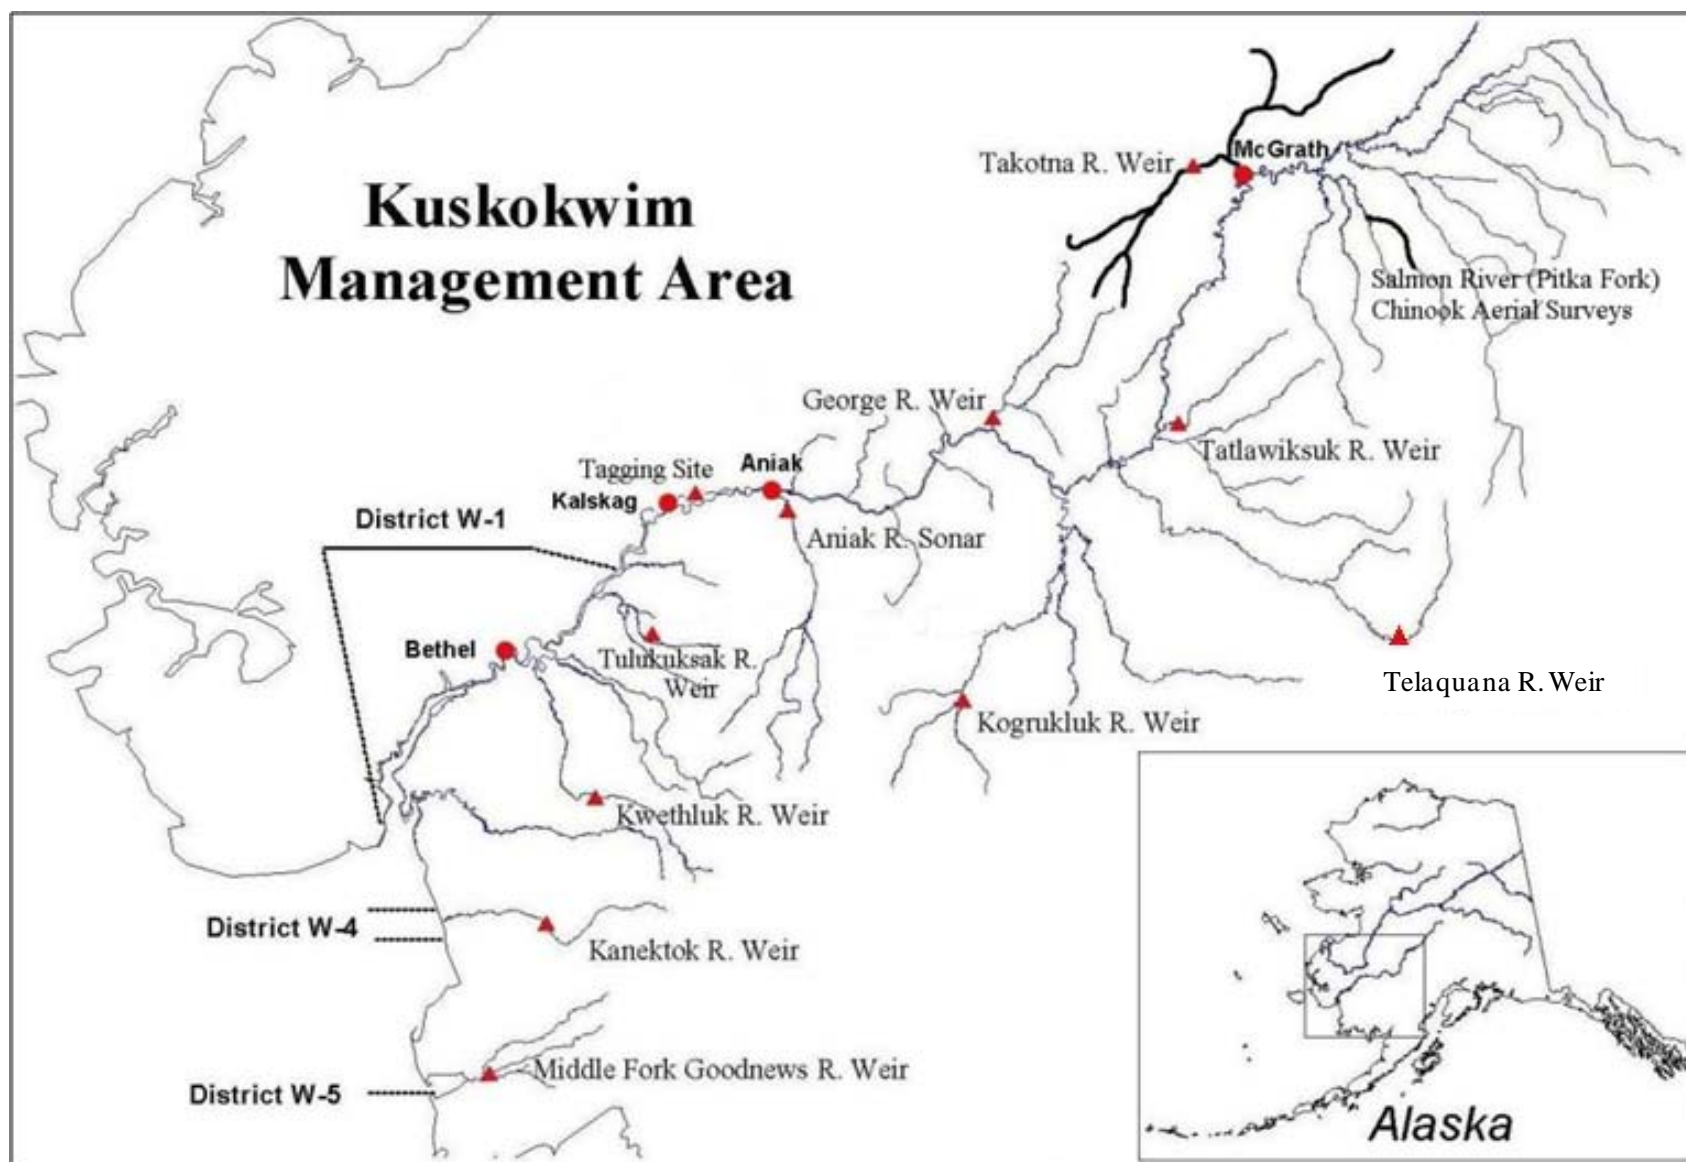 Kuskokwim
Management Area
McGrath
Takotna R. Weir
Salmon River (Pitka Fork)
Chinook Aerial Surveys
George R. Weir
Tatlawiksuk R. Weir
Tagging Site
Aniak
Kalskag
District W-1
Aniak R. Sonar
Bethel
Tulukuksak R.
Weir
Telaquana R. Weir
Kogrukluk R. Weir
Kwethluk R. Weir
District W-4
Kanektok R. Weir
Middle Fork Goodnews R. Weir
District W-5
Alaska